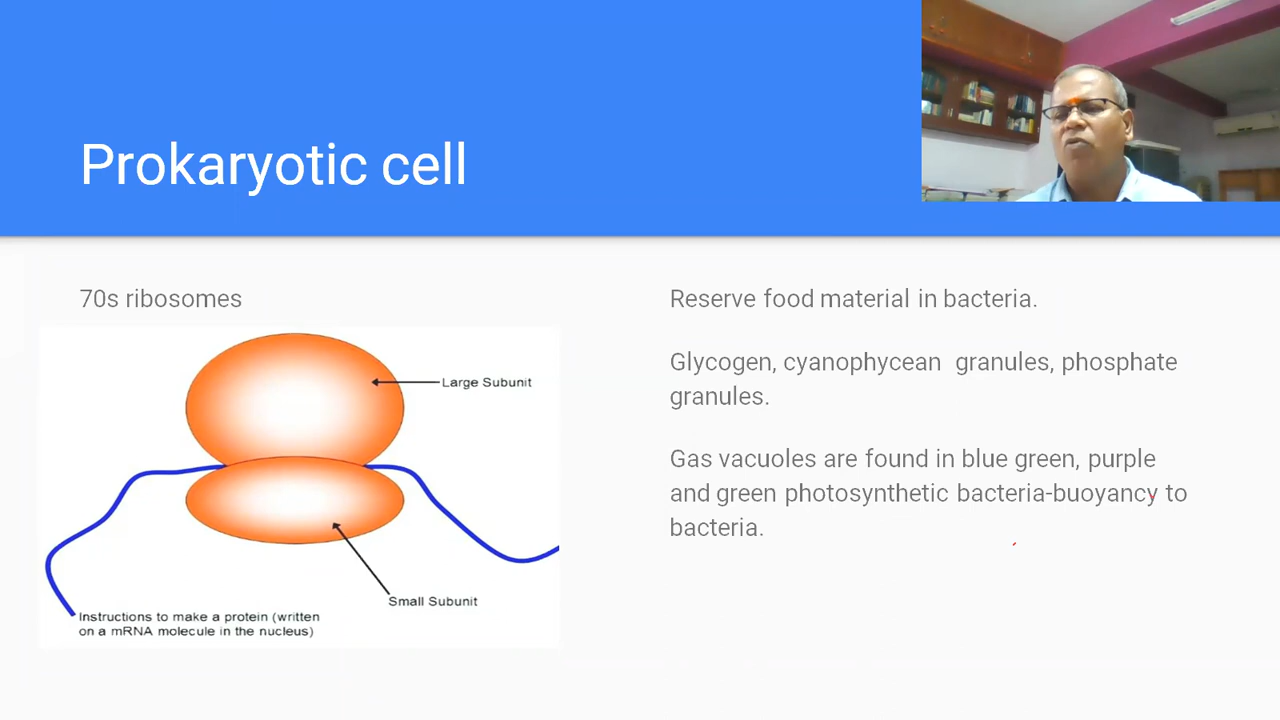 Prokaryotic cell
70s ribosomes
Large Subunit
Small Subunit
Instructions to make a protein (written
on a mRNA molecule in the nucleus)
Reserve food material in bacteria.
Glycogen, cyanophycean granules, phosphate
granules.
Gas vacuoles are found in blue green, purple
and green photosynthetic bacteria-buoyancy to
bacteria.